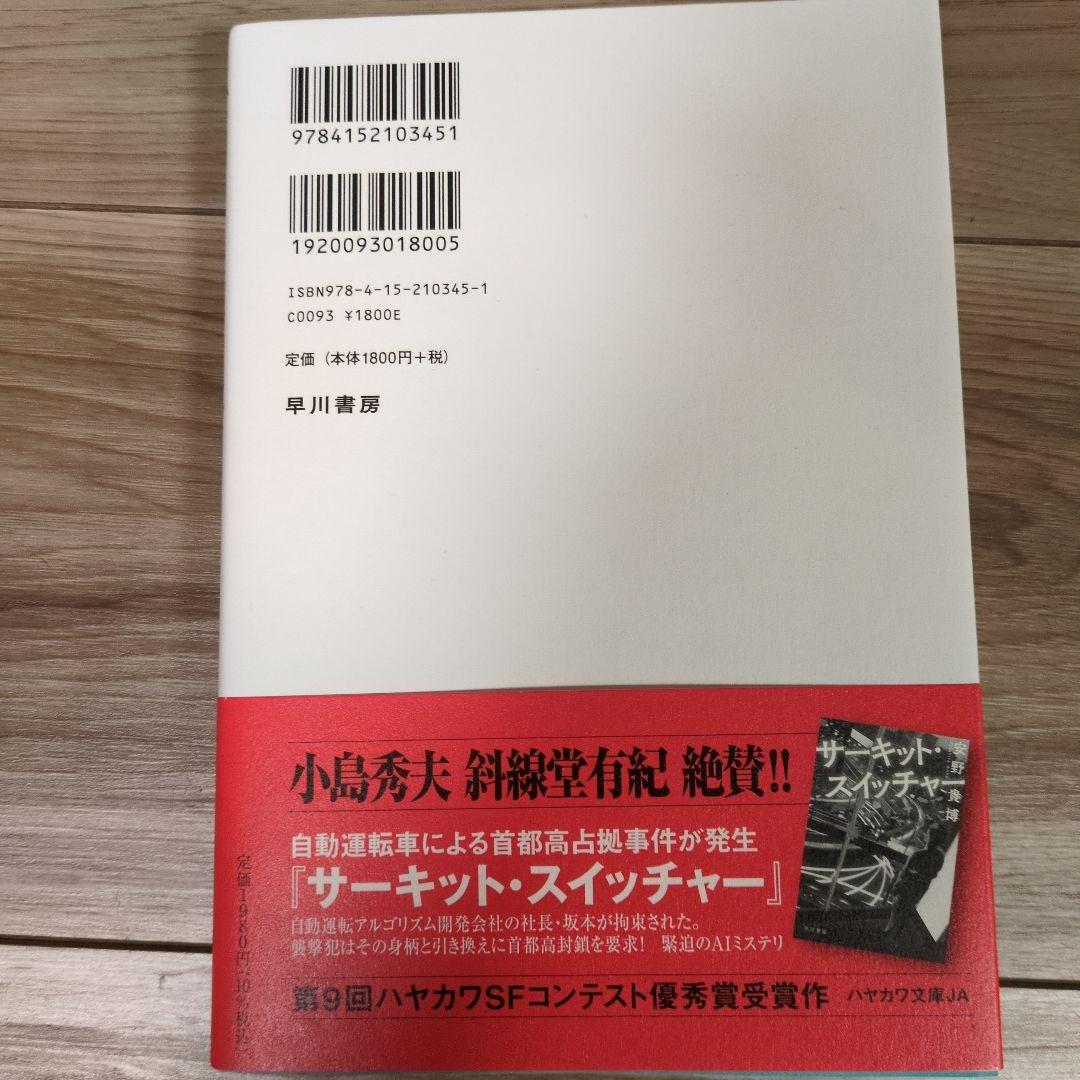 9784152103451
1920093018005
ISBN978-4-15-210345-1
C0093 ¥1800E
定価（本体1800円＋税）
早川書房
小島秀夫 斜線堂有紀 絶賛!!
自動運転車による首都高占拠事件が発生
『サーキット・スイッチャー』
自動運転アルゴリズム開発会社の社長・坂本が拘束された。
襲撃犯はその身柄と引き換えに首都高封鎖を要求! 緊迫のAIミステリ
第9回ハヤカワSFコンテスト優秀賞受賞作 ハヤカワ文庫JA
サーキット・
スイッチャー
安野貴博
定価1980円（10％税込）